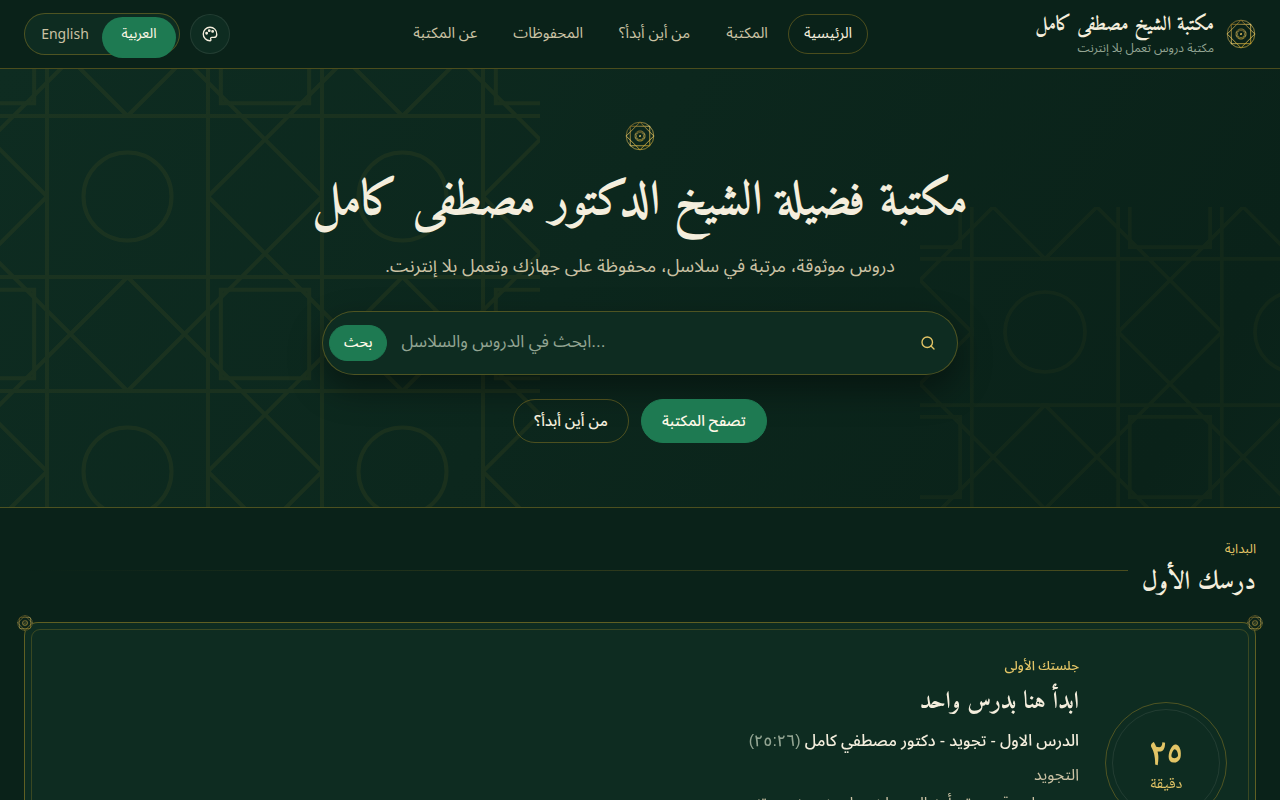 مكتبة الشيخ مصطفى كامل
مكتبة دروس تعمل بلا إنترنت
الرئيسية
المكتبة
من أين أبدأ؟
المحفوظات
عن المكتبة
العربية
English
مكتبة فضيلة الشيخ الدكتور مصطفى كامل
دروس موثوقة، مرتبة في سلاسل، محفوظة على جهازك وتعمل بلا إنترنت.
ابحث في الدروس والسلاسل...
بحث
تصفح المكتبة
من أين أبدأ؟
البداية
درسك الأول
جلستك الأولى
ابدأ هنا بدرس واحد
الدرس الاول - تجويد - دكتور مصطفي كامل (٢٥:٢٦)
التجويد
٢٥
دقيقة